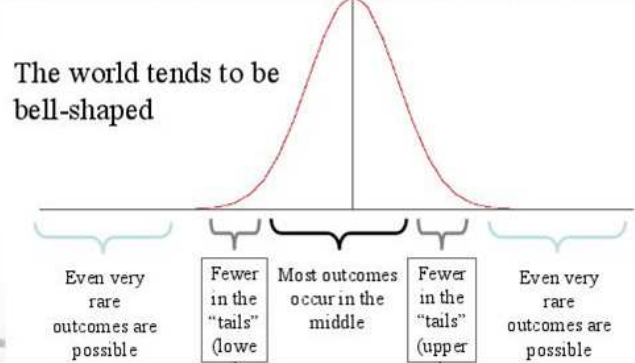 The world tends to be
bell-shaped
Even very
rare
outcomes are
possible
Fewer
in the
“tails”
(lowe
Most outcomes
occur in the
middle
Fewer
in the
“tails”
(upper
Even very
rare
outcomes are
possible